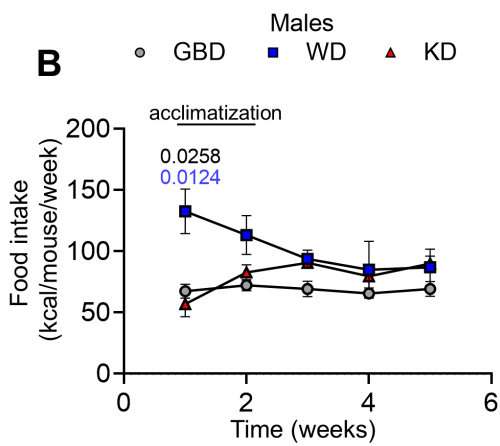 Males
GBD WD KD
B
acclimatization
0.0258
0.0124
200
150
100
50
0
0 2 4 6
Food intake
(kcal/mouse/week)
Time (weeks)